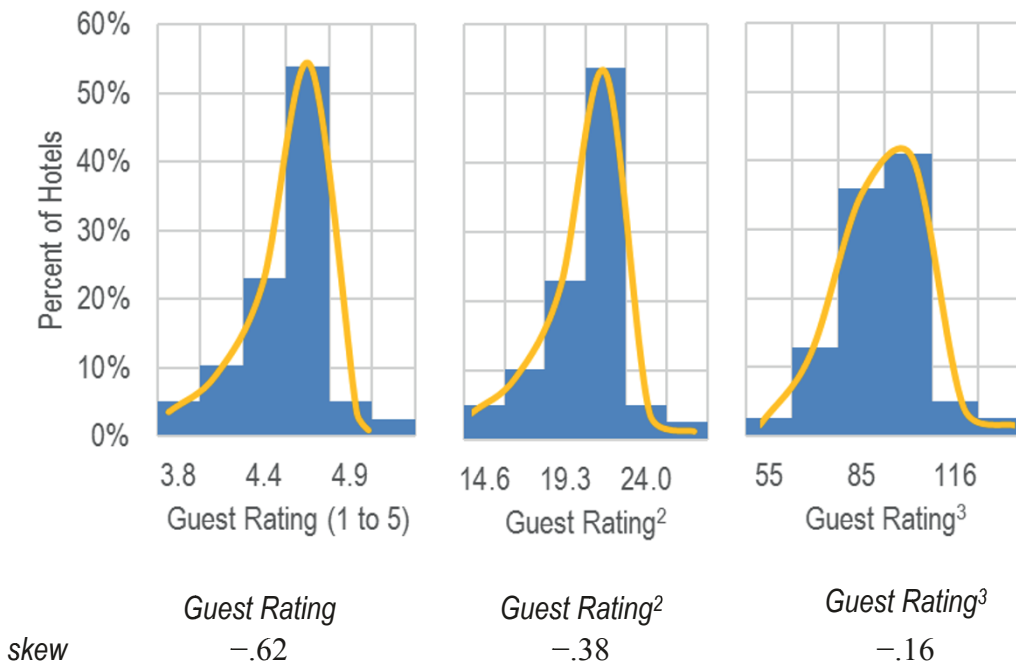 60%
50%
40%
30%
20%
10%
0%
Percent of Hotels
3.8 4.4 4.9
Guest Rating (1 to 5)
14.6 19.3 24.0
Guest Rating²
55 85 116
Guest Rating³
Guest Rating Guest Rating² Guest Rating³
skew −.62 −.38 −.16